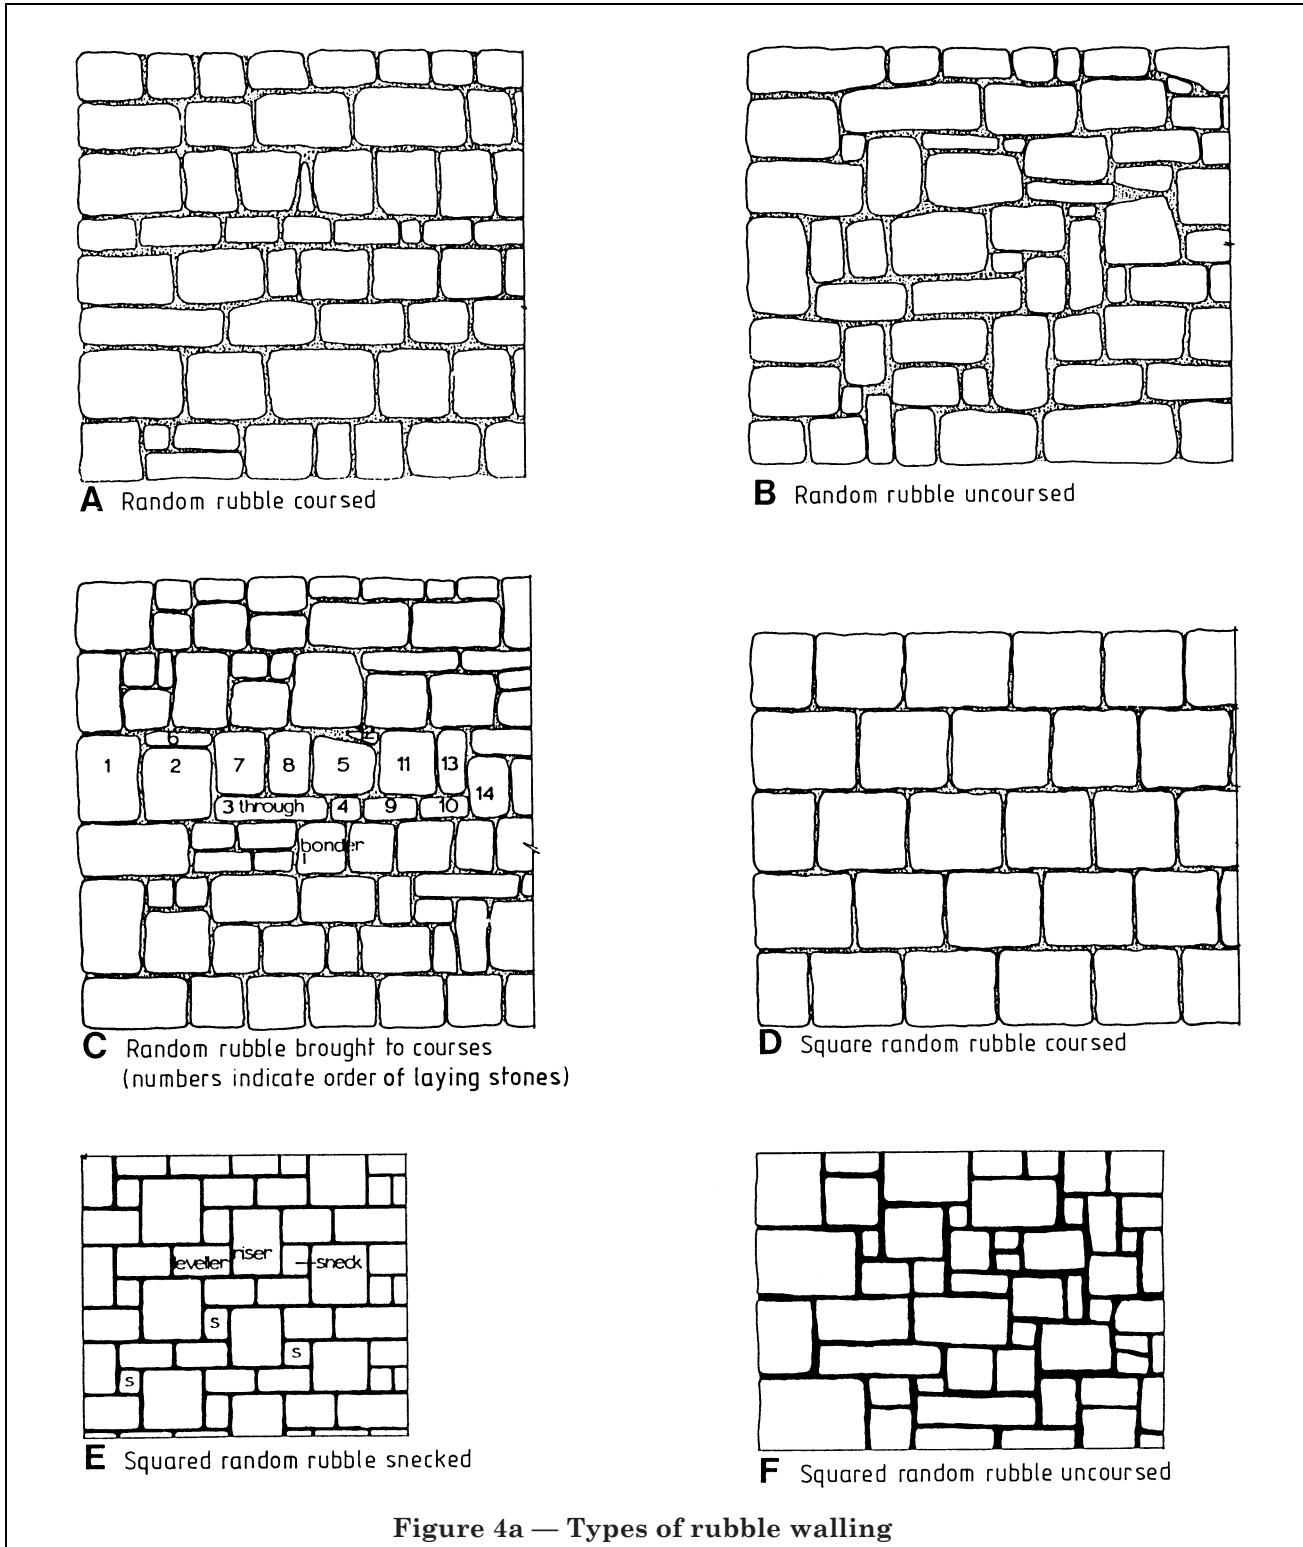 A Random rubble coursed
B Random rubble uncoursed
6
12
1
2
7
8
5
11
13
14
3 through
4
9
10
bonder
C Random rubble brought to courses
(numbers indicate order of laying stones)
D Square random rubble coursed
leveller
riser
sneck
s
s
s
E Squared random rubble snecked
F Squared random rubble uncoursed
Figure 4a — Types of rubble walling